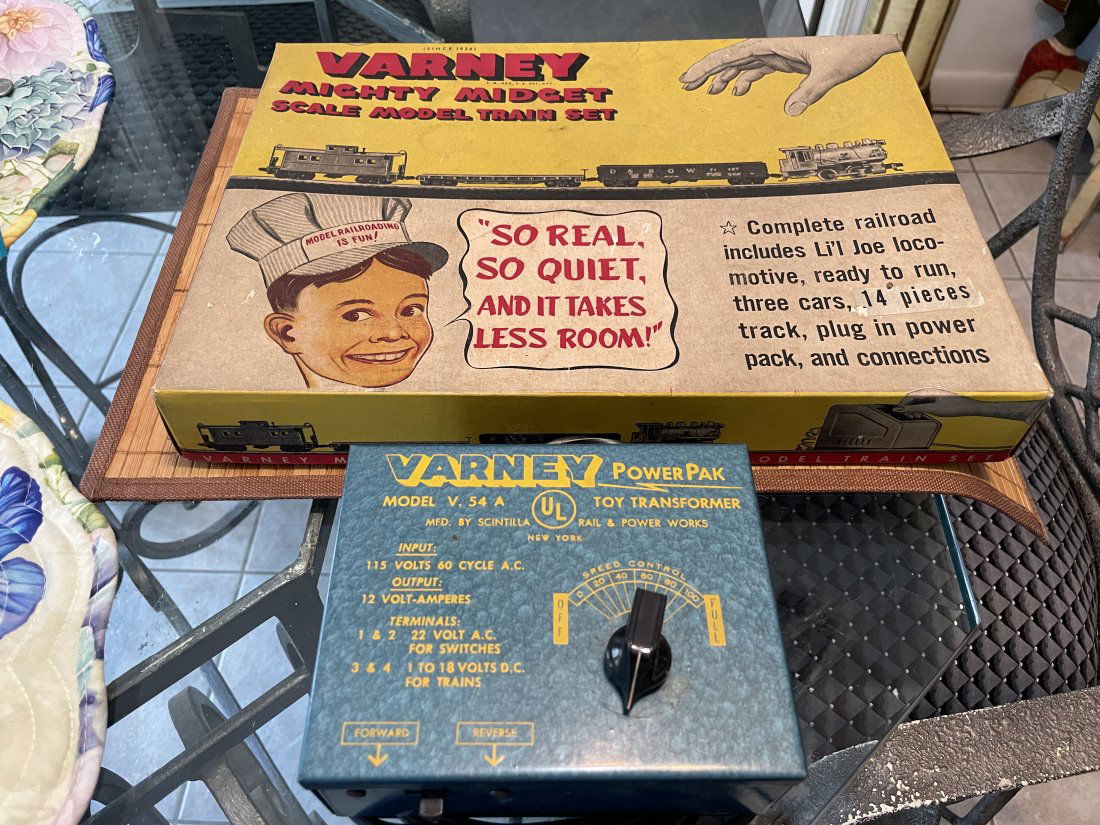 (SINCE 1936)
VARNEY
MIGHTY MIDGET
SCALE MODEL TRAIN SET
D & R G W
MODEL RAILROADING
IS FUN!
"SO REAL,
SO QUIET,
AND IT TAKES
LESS ROOM!"
☆ Complete railroad
includes Li'l Joe loco-
motive, ready to run,
three cars, 14 pieces
track, plug in power
pack, and connections
VARNEY M
ODEL TRAIN SET
VARNEY POWERPAK
MODEL V. 54 A UL TOY TRANSFORMER
MFD. BY SCINTILLA RAIL & POWER WORKS
NEW YORK
INPUT:
115 VOLTS 60 CYCLE A.C.
OUTPUT:
12 VOLT-AMPERES
TERMINALS:
1 & 2 22 VOLT A.C.
FOR SWITCHES
3 & 4 1 TO 18 VOLTS D.C.
FOR TRAINS
SPEED CONTROL
0 20 40 60 80 100
OFF
FULL
FORWARD
REVERSE